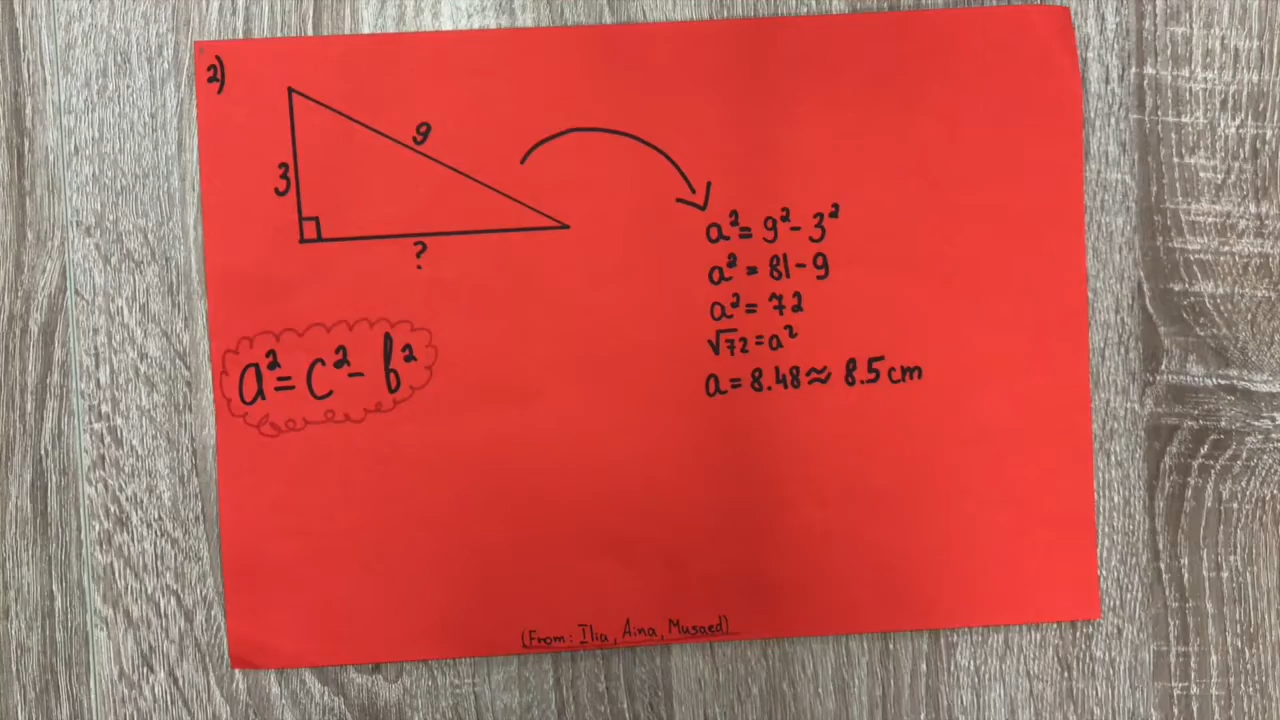 2)
9
3
?
a² = 9² - 3²
a² = 81 - 9
a² = 72
√72 = a²
a = 8.48 ≈ 8.5 cm
a² = c² - b²
(From: Ilia, Aina, Musaed)